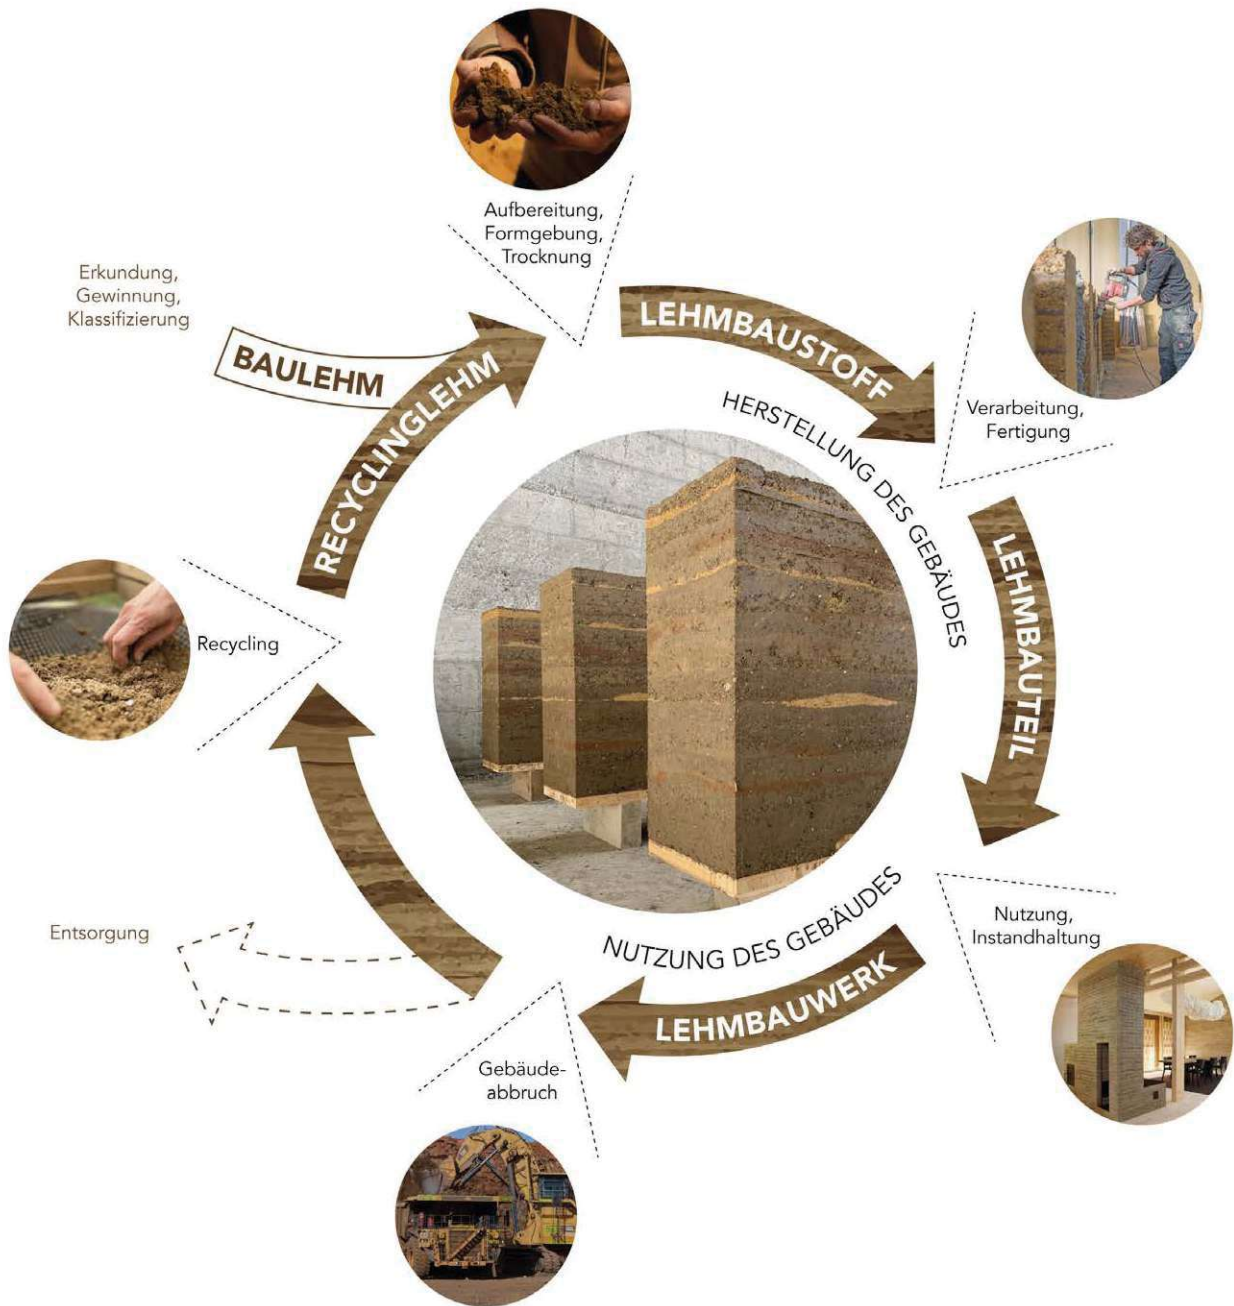 Aufbereitung,
Formgebung,
Trocknung
Erkundung,
Gewinnung,
Klassifizierung
BAULEHM
RECYCLINGLEHM
LEHMBAUSTOFF
Verarbeitung,
Fertigung
HERSTELLUNG DES GEBÄUDES
LEHMBAUTEIL
Recycling
Nutzung,
Instandhaltung
NUTZUNG DES GEBÄUDES
LEHMBAUWERK
Entsorgung
Gebäude-
abbruch